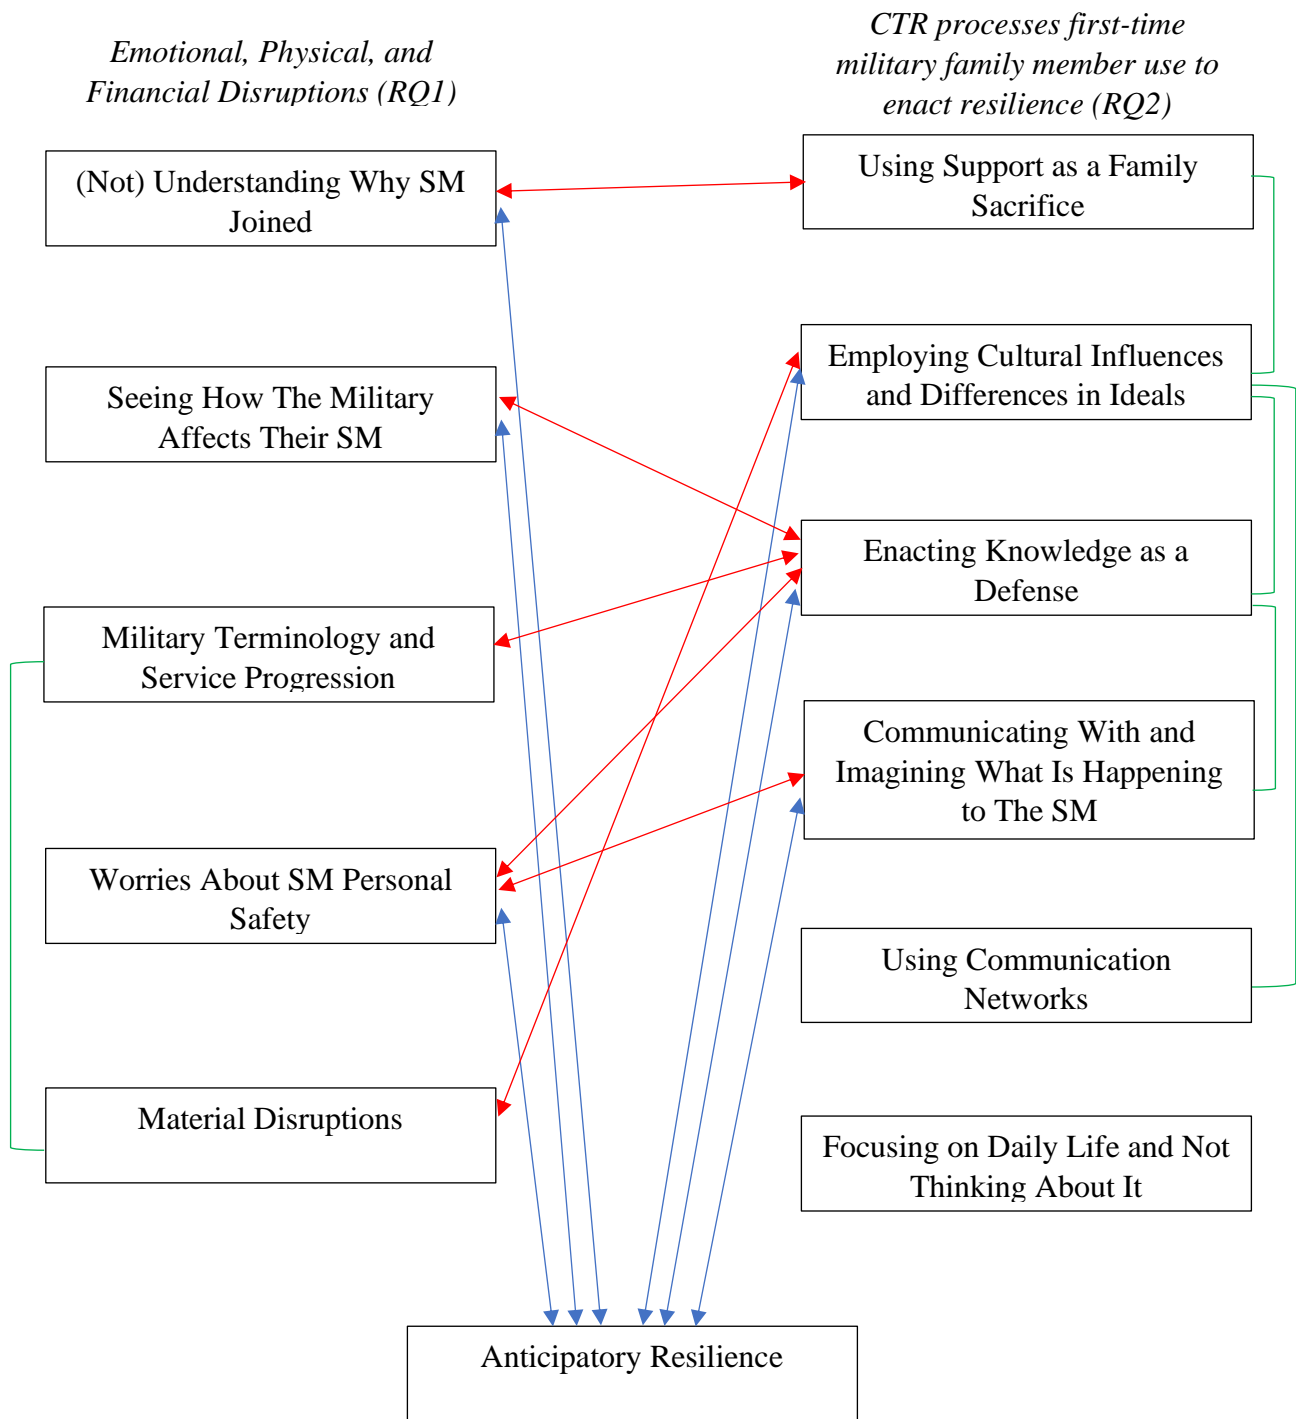 Emotional, Physical, and
Financial Disruptions (RQ1)
CTR processes first-time
military family member use to
enact resilience (RQ2)
(Not) Understanding Why SM
Joined
Using Support as a Family
Sacrifice
Seeing How The Military
Affects Their SM
Employing Cultural Influences
and Differences in Ideals
Military Terminology and
Service Progression
Enacting Knowledge as a
Defense
Worries About SM Personal
Safety
Communicating With and
Imagining What Is Happening
to The SM
Material Disruptions
Using Communication
Networks
Focusing on Daily Life and Not
Thinking About It
Anticipatory Resilience